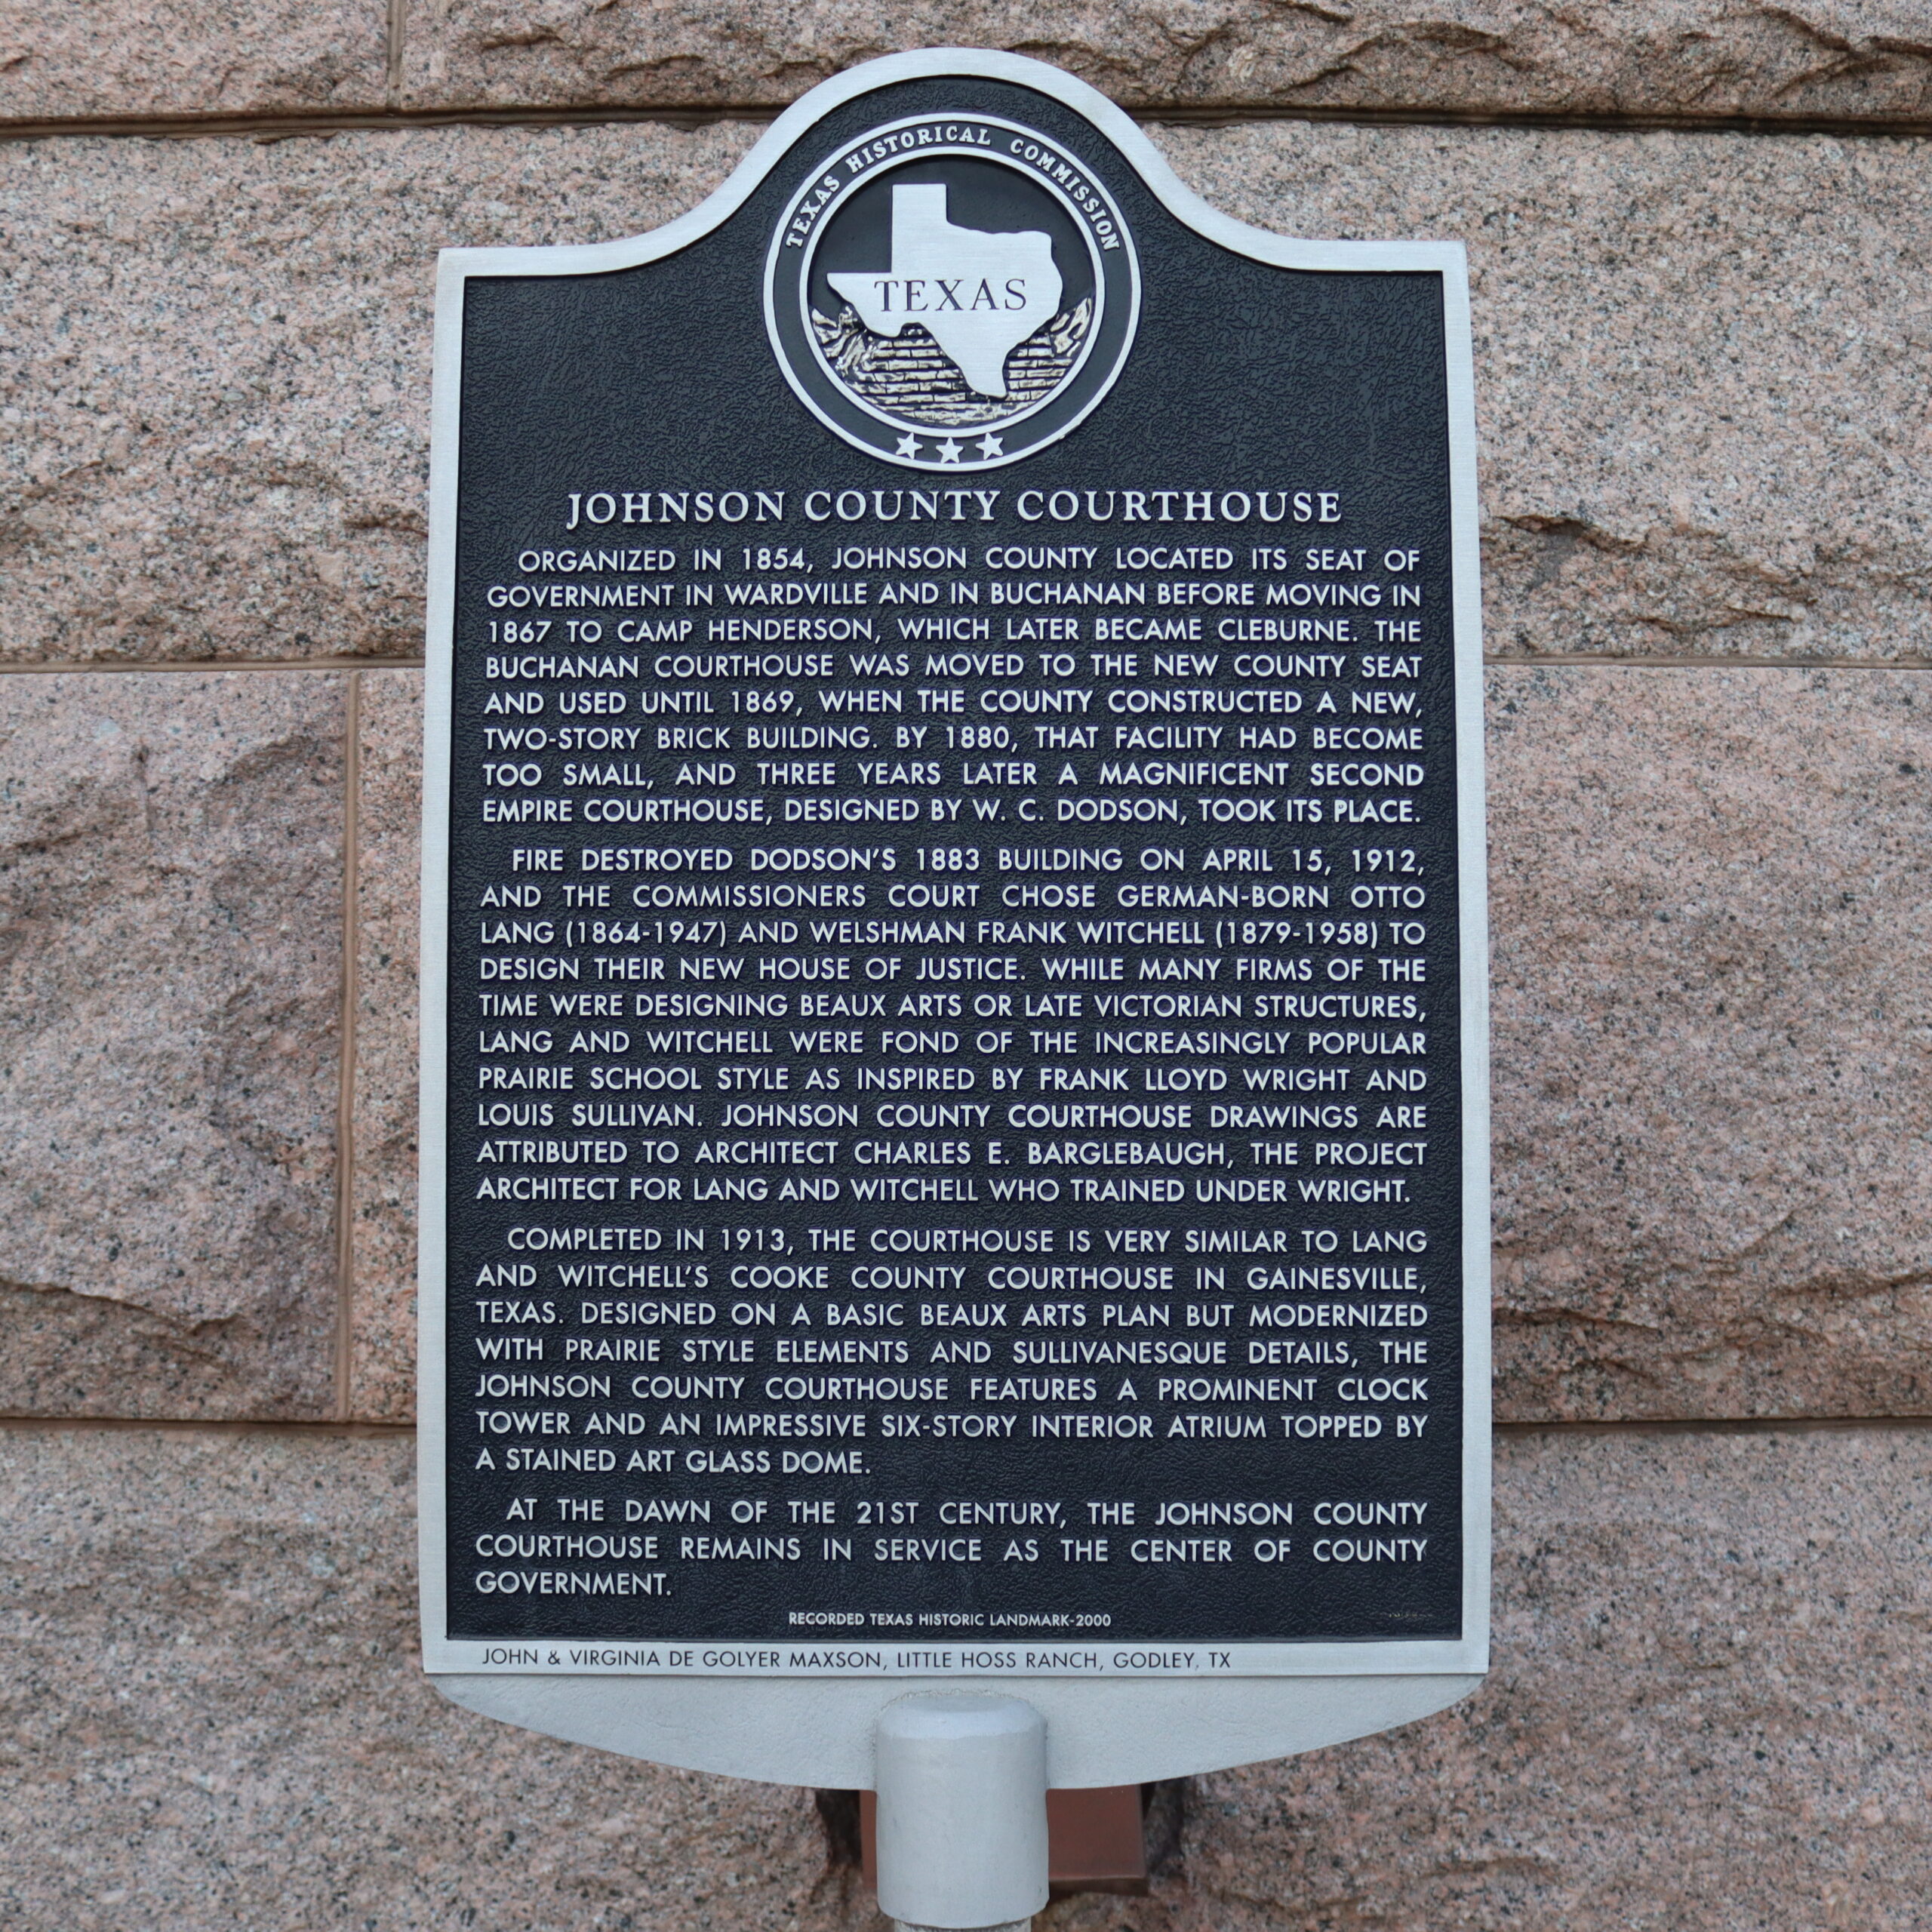 TEXAS HISTORICAL COMMISSION
TEXAS
JOHNSON COUNTY COURTHOUSE
ORGANIZED IN 1854, JOHNSON COUNTY LOCATED ITS SEAT OF
GOVERNMENT IN WARDVILLE AND IN BUCHANAN BEFORE MOVING IN
1867 TO CAMP HENDERSON, WHICH LATER BECAME CLEBURNE. THE
BUCHANAN COURTHOUSE WAS MOVED TO THE NEW COUNTY SEAT
AND USED UNTIL 1869, WHEN THE COUNTY CONSTRUCTED A NEW,
TWO-STORY BRICK BUILDING. BY 1880, THAT FACILITY HAD BECOME
TOO SMALL, AND THREE YEARS LATER A MAGNIFICENT SECOND
EMPIRE COURTHOUSE, DESIGNED BY W. C. DODSON, TOOK ITS PLACE.
FIRE DESTROYED DODSON'S 1883 BUILDING ON APRIL 15, 1912,
AND THE COMMISSIONERS COURT CHOSE GERMAN-BORN OTTO
LANG (1864-1947) AND WELSHMAN FRANK WITCHELL (1879-1958) TO
DESIGN THEIR NEW HOUSE OF JUSTICE. WHILE MANY FIRMS OF THE
TIME WERE DESIGNING BEAUX ARTS OR LATE VICTORIAN STRUCTURES,
LANG AND WITCHELL WERE FOND OF THE INCREASINGLY POPULAR
PRAIRIE SCHOOL STYLE AS INSPIRED BY FRANK LLOYD WRIGHT AND
LOUIS SULLIVAN. JOHNSON COUNTY COURTHOUSE DRAWINGS ARE
ATTRIBUTED TO ARCHITECT CHARLES E. BARGLEBAUGH, THE PROJECT
ARCHITECT FOR LANG AND WITCHELL WHO TRAINED UNDER WRIGHT.
COMPLETED IN 1913, THE COURTHOUSE IS VERY SIMILAR TO LANG
AND WITCHELL'S COOKE COUNTY COURTHOUSE IN GAINESVILLE,
TEXAS. DESIGNED ON A BASIC BEAUX ARTS PLAN BUT MODERNIZED
WITH PRAIRIE STYLE ELEMENTS AND SULLIVANESQUE DETAILS, THE
JOHNSON COUNTY COURTHOUSE FEATURES A PROMINENT CLOCK
TOWER AND AN IMPRESSIVE SIX-STORY INTERIOR ATRIUM TOPPED BY
A STAINED ART GLASS DOME.
AT THE DAWN OF THE 21ST CENTURY, THE JOHNSON COUNTY
COURTHOUSE REMAINS IN SERVICE AS THE CENTER OF COUNTY
GOVERNMENT.
RECORDED TEXAS HISTORIC LANDMARK-2000
JOHN & VIRGINIA DE GOLYER MAXSON, LITTLE HOSS RANCH, GODLEY, TX